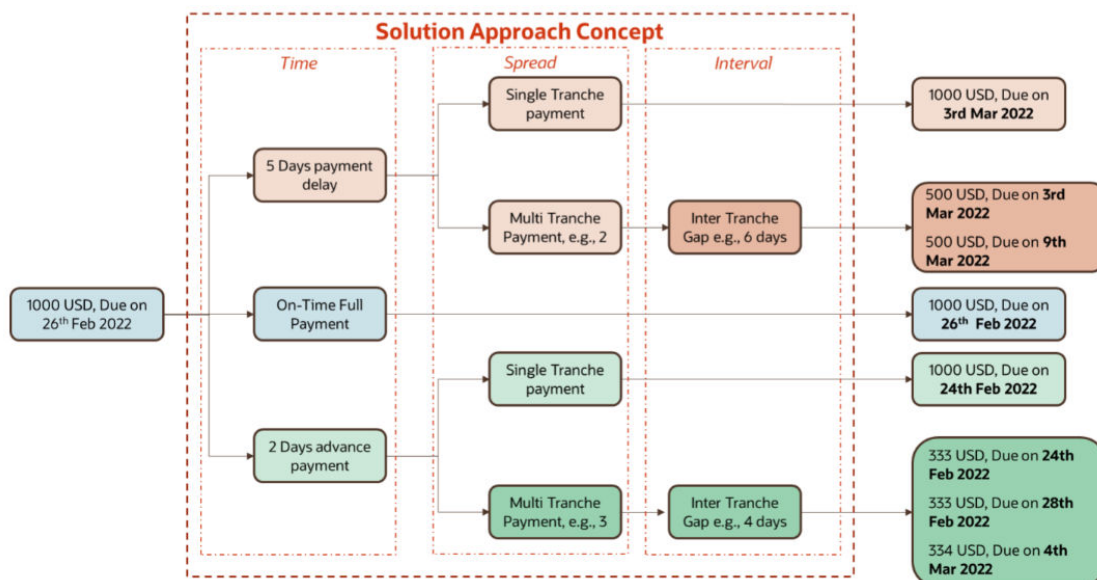 Solution Approach Concept
Time
Spread
Interval
Single Tranche
payment
1000 USD, Due on
3rd Mar 2022
5 Days payment
delay
Multi Tranche
Payment, e.g., 2
Inter Tranche
Gap e.g., 6 days
500 USD, Due on 3rd
Mar 2022
500 USD, Due on 9th
Mar 2022
1000 USD, Due on
26th Feb 2022
On-Time Full
Payment
1000 USD, Due on
26th Feb 2022
Single Tranche
payment
1000 USD, Due on
24th Feb 2022
2 Days advance
payment
Multi Tranche
Payment, e.g., 3
Inter Tranche
Gap e.g., 4 days
333 USD, Due on 24th
Feb 2022
333 USD, Due on 28th
Feb 2022
334 USD, Due on 4th
Mar 2022